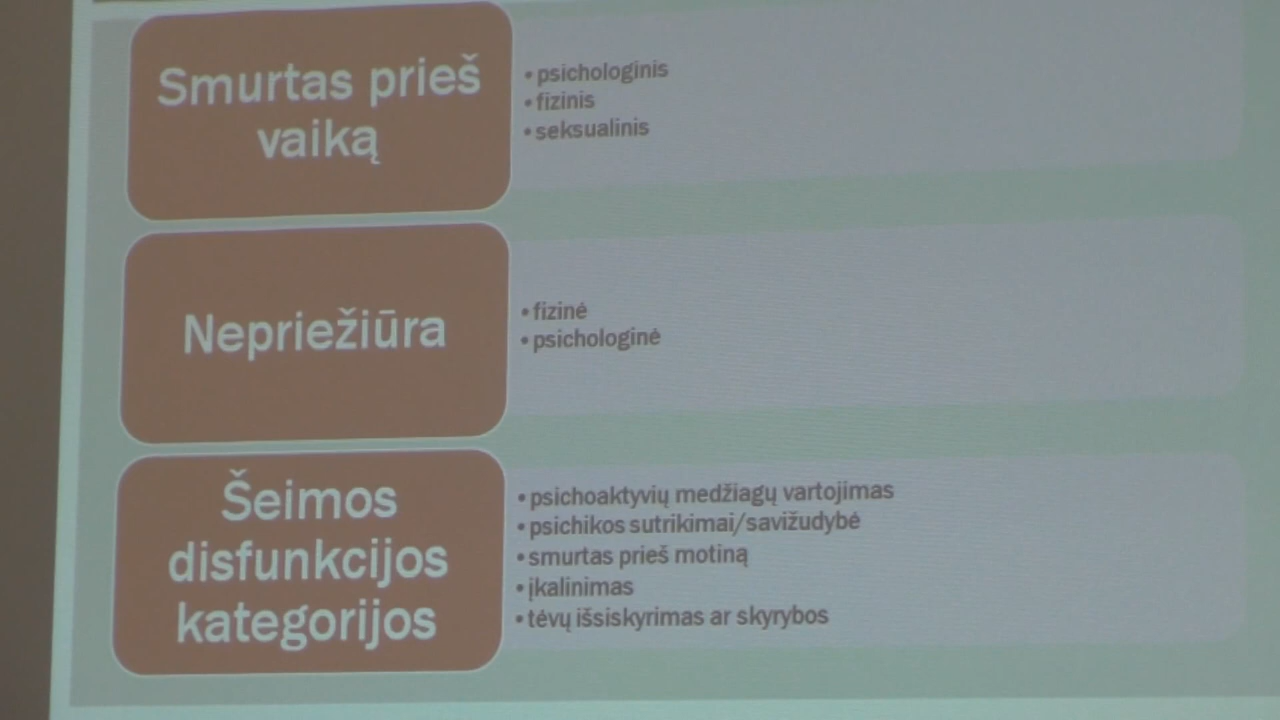 Smurtas prieš
vaiką
• psichologinis
• fizinis
• seksualinis
Nepriežiūra
• fizinė
• psichologinė
Šeimos
disfunkcijos
kategorijos
• psichoaktyvių medžiagų vartojimas
• psichikos sutrikimai/savižudybė
• smurtas prieš motiną
• įkalinimas
• tėvų išsiskyrimas ar skyrybos